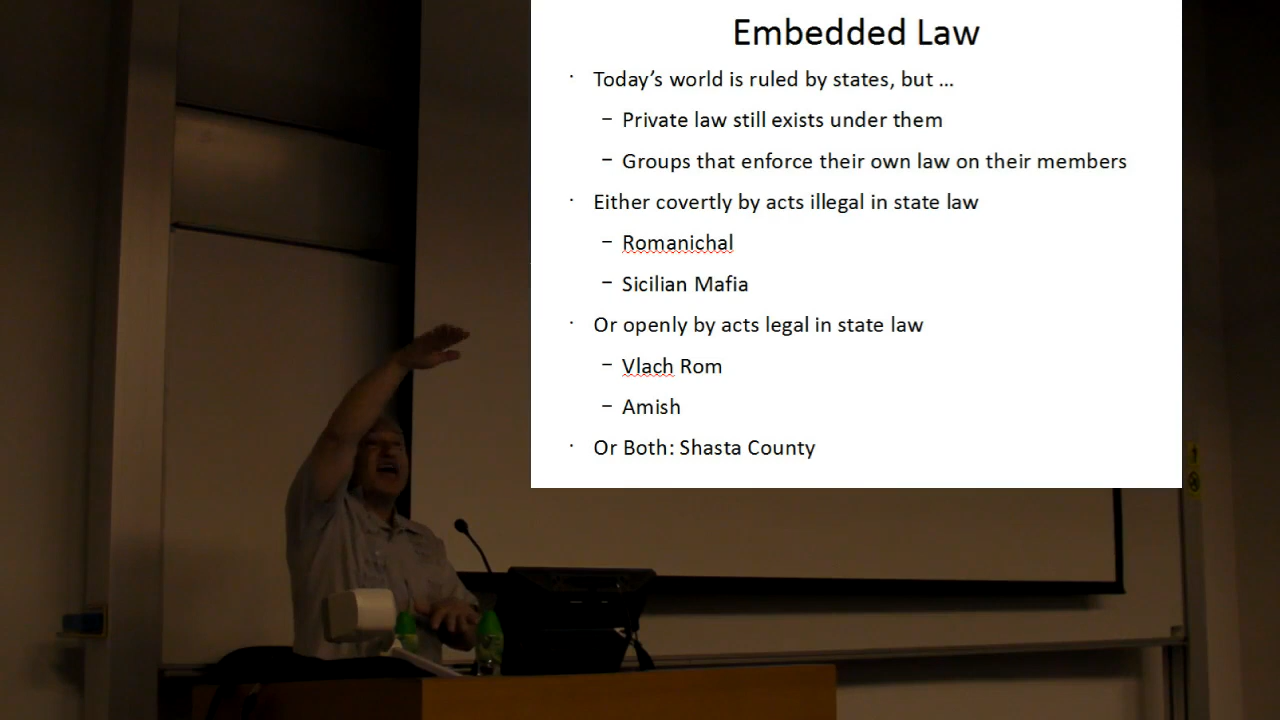 Embedded Law
· Today’s world is ruled by states, but …
– Private law still exists under them
– Groups that enforce their own law on their members
· Either covertly by acts illegal in state law
– Romanichal
– Sicilian Mafia
· Or openly by acts legal in state law
– Vlach Rom
– Amish
· Or Both: Shasta County